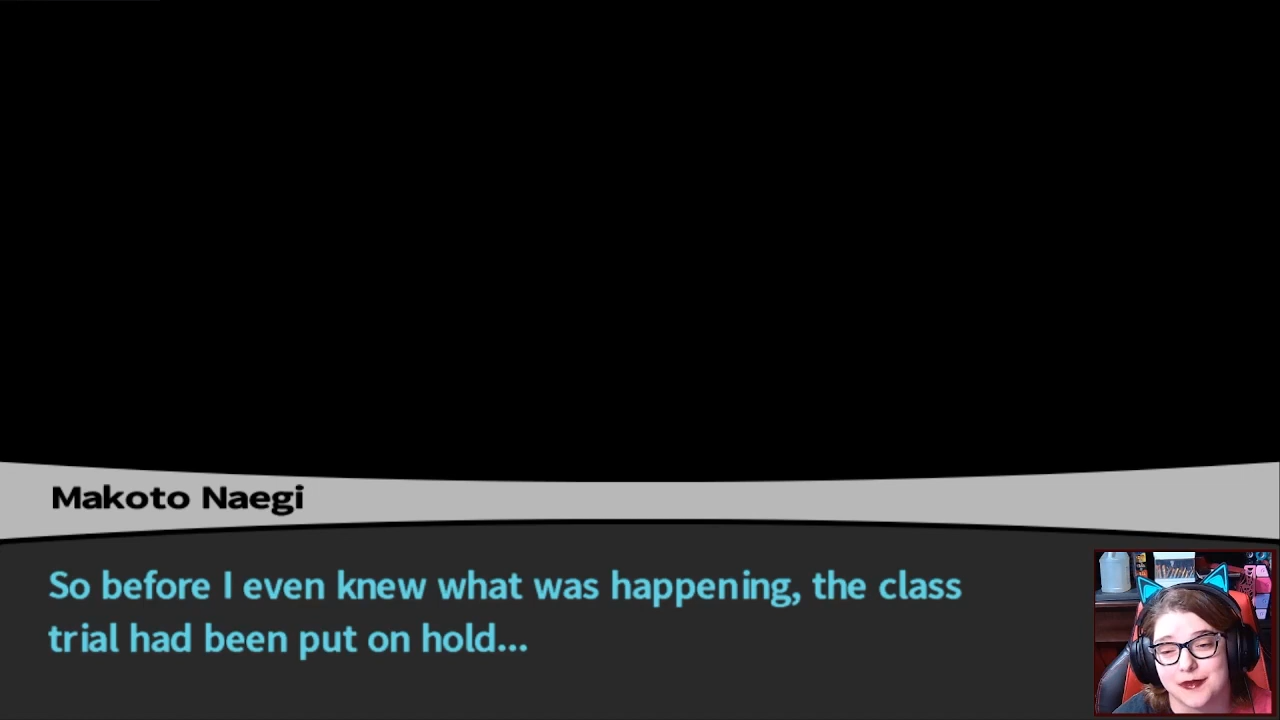 Makoto Naegi
So before I even knew what was happening, the class
trial had been put on hold...